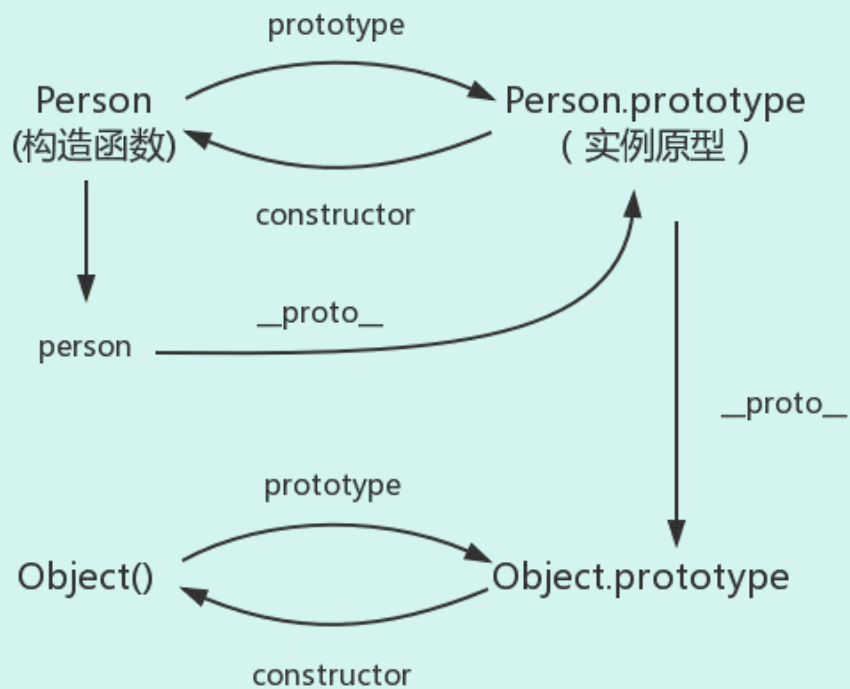 prototype
Person
Person.prototype
(构造函数)
( 实例原型 )
constructor
__proto__
person
__proto__
prototype
Object()
Object.prototype
constructor